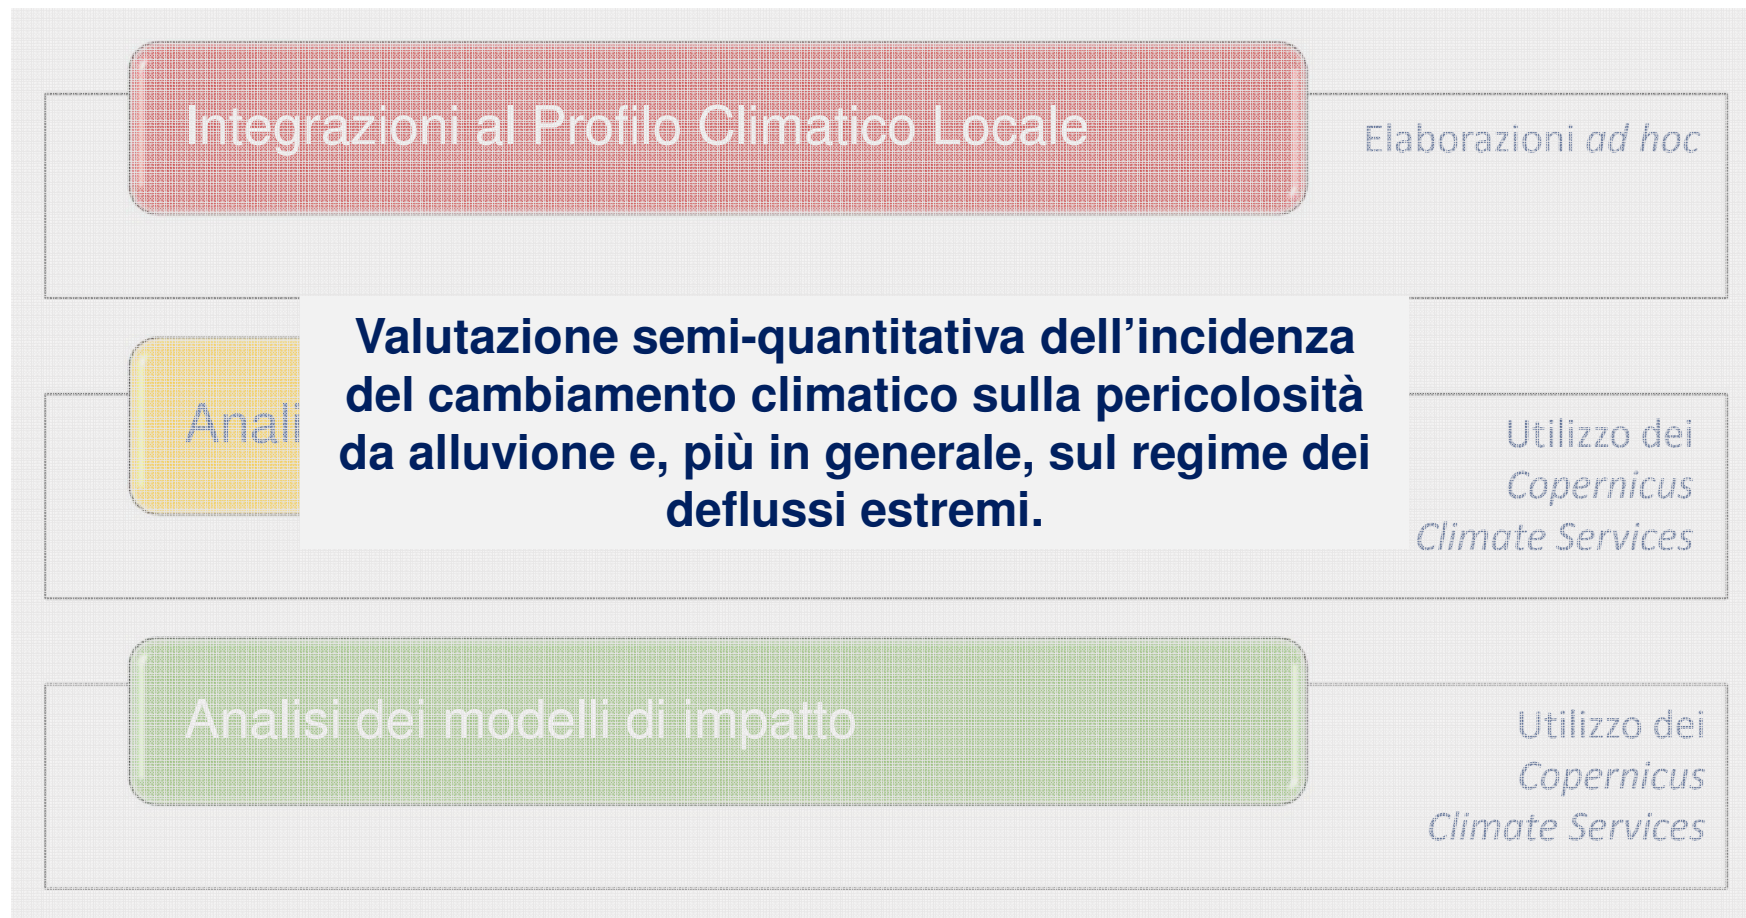 Integrazioni al Profilo Climatico Locale
Elaborazioni ad hoc
Valutazione semi-quantitativa dell’incidenza
del cambiamento climatico sulla pericolosità
da alluvione e, più in generale, sul regime dei
deflussi estremi.
Utilizzo dei
Copernicus
Climate Services
Analisi dei modelli di impatto
Utilizzo dei
Copernicus
Climate Services